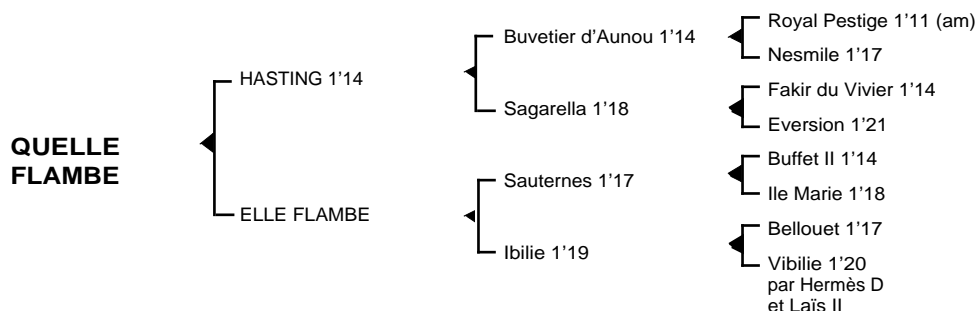 QUELLE
FLAMBE
HASTING 1'14
ELLE FLAMBE
Buvetier d'Aunou 1'14
Sagarella 1'18
Sauternes 1'17
Ibilie 1'19
Royal Pestige 1'11 (am)
Nesmile 1'17
Fakir du Vivier 1'14
Eversion 1'21
Buffet II 1'14
Ile Marie 1'18
Bellouet 1'17
Vibilie 1'20
par Hermès D
et Laïs II